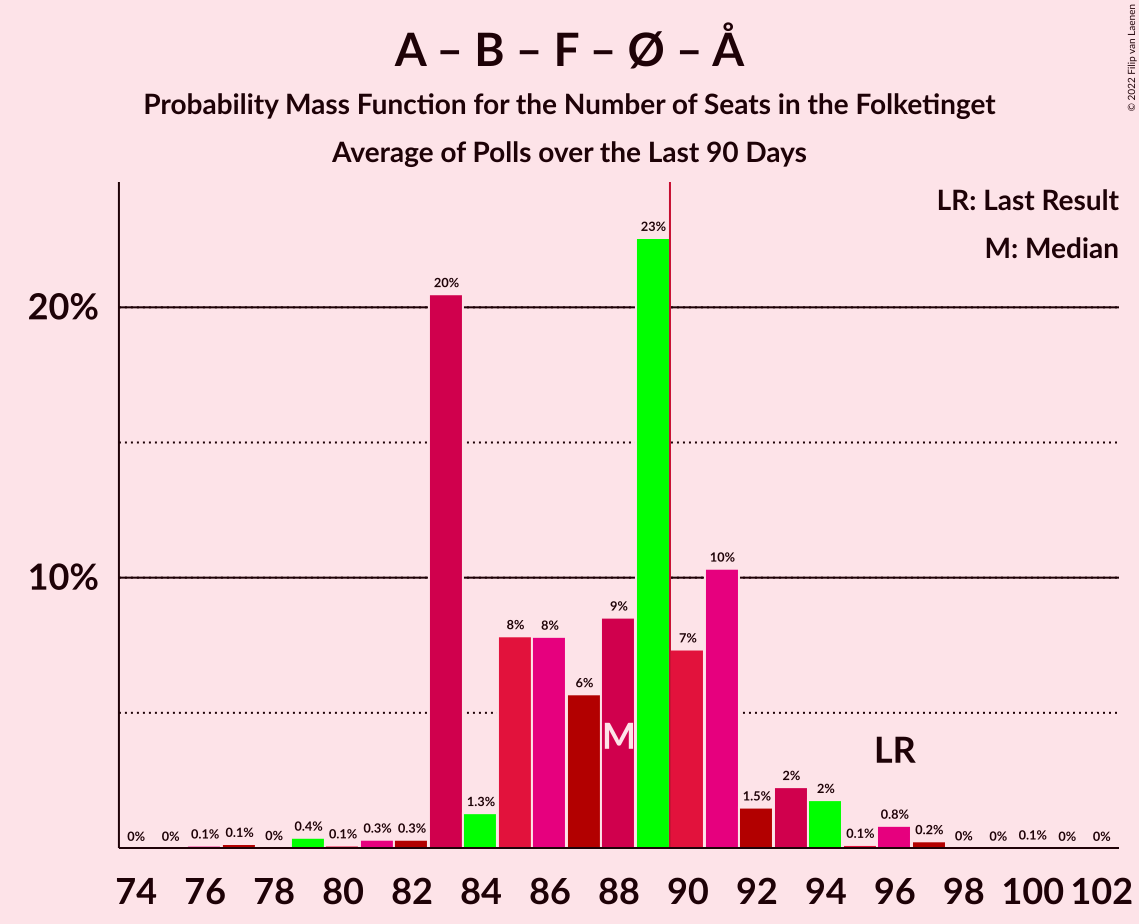 A – B – F – Ø – Å
Probability Mass Function for the Number of Seats in the Folketinget
Average of Polls over the Last 90 Days
© 2022 Filip van Laenen
LR: Last Result
M: Median
20%
10%
0% 0% 0.1% 0.1% 0% 0.4% 0.1% 0.3% 0.3% 20% 1.3% 8% 8% 6% 9% 23% 7% 10% 1.5% 2% 2% 0.1% 0.8% 0.2% 0% 0% 0.1% 0% 0%
M
LR
74 76 78 80 82 84 86 88 90 92 94 96 98 100 102